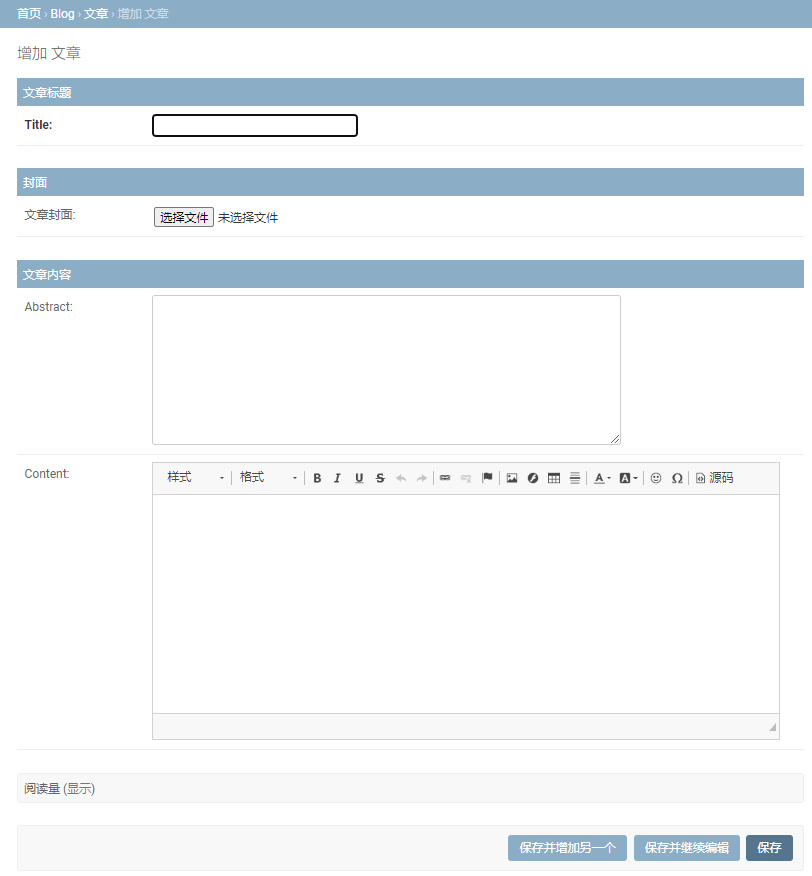 首页 › Blog › 文章 › 增加 文章
增加 文章
文章标题
Title:
封面
文章封面: 选择文件 未选择文件
文章内容
Abstract:
Content: 样式 格式 B I U S A A Ω 源码
阅读量 (显示)
保存并增加另一个 保存并继续编辑 保存